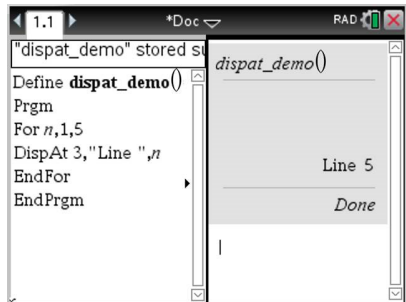 1.1 *Doc RAD
"dispat_demo" stored su
Define dispat_demo()
Prgm
For n,1,5
DispAt 3,"Line ",n
EndFor
EndPrgm
dispat_demo()
Line 5
Done